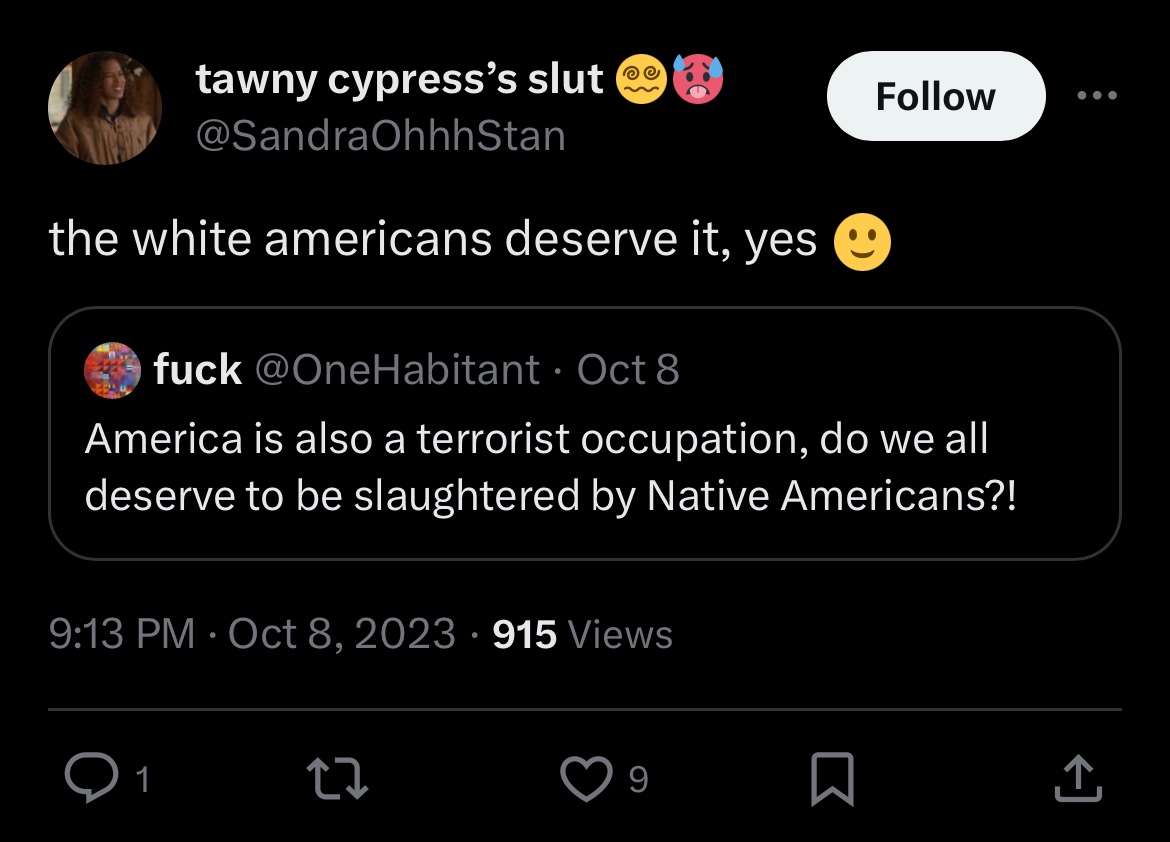 tawny cypress’s slut 😵‍💫🥵
Follow
@SandraOhhhStan
the white americans deserve it, yes 🙂
fuck @OneHabitant · Oct 8
America is also a terrorist occupation, do we all
deserve to be slaughtered by Native Americans?!
9:13 PM · Oct 8, 2023 · 915 Views
1
9